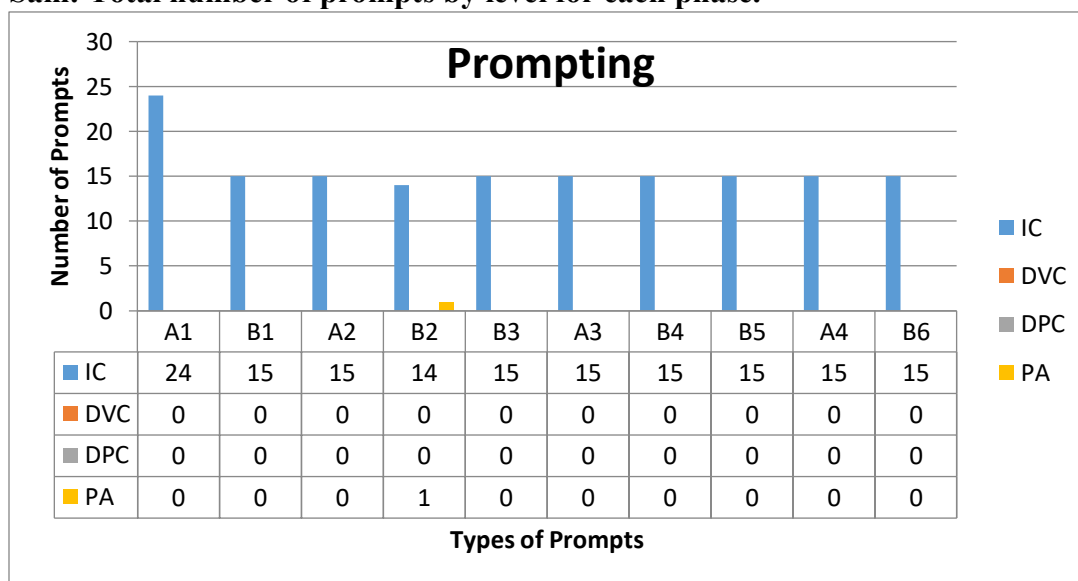 Sam: Total number of prompts by level for each phase.
Prompting
Number of Prompts
30
25
20
15
10
5
0
A1 B1 A2 B2 B3 A3 B4 B5 A4 B6
IC 24 15 15 14 15 15 15 15 15 15
DVC 0 0 0 0 0 0 0 0 0 0
DPC 0 0 0 0 0 0 0 0 0 0
PA 0 0 0 1 0 0 0 0 0 0
Types of Prompts
IC
DVC
DPC
PA